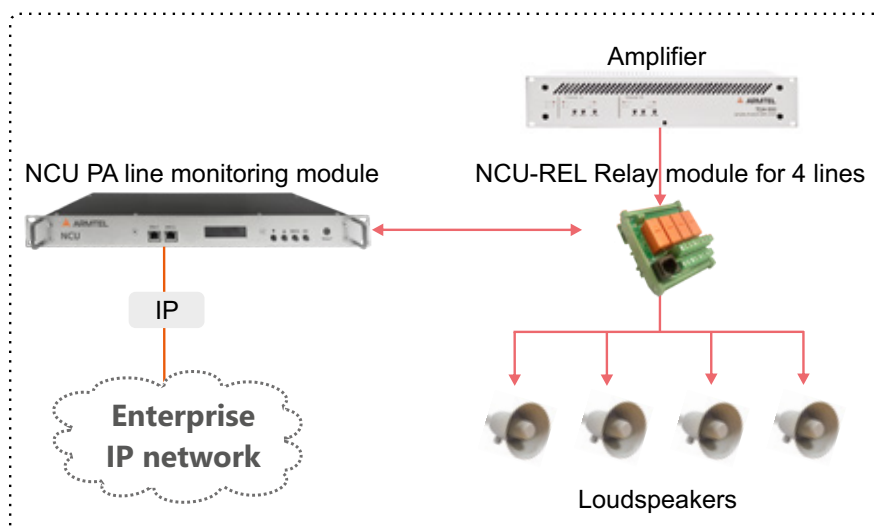 Amplifier
ARMTEL
NCU PA line monitoring module
NCU-REL Relay module for 4 lines
ARMTEL
NCU
IP
Enterprise
IP network
Loudspeakers